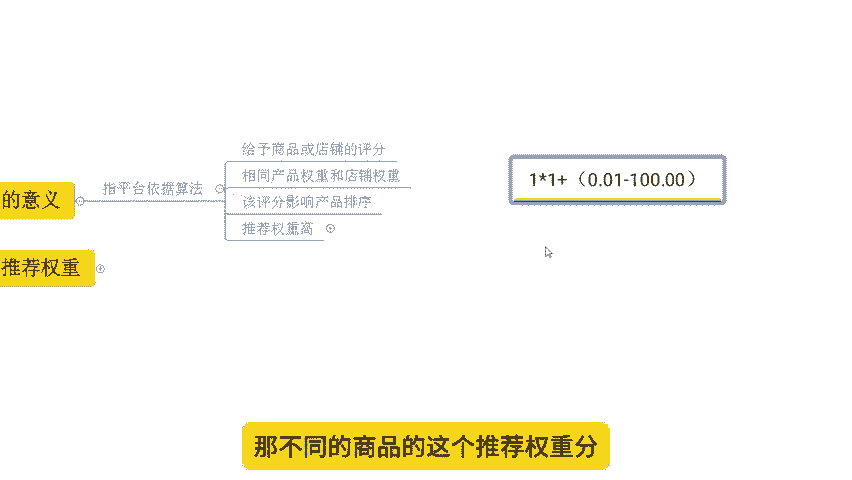 的意义
指平台依据算法
给予商品或店铺的评分
相同产品权重和店铺权重
该评分影响产品排序
推荐权重高
推荐权重
1*1+（0.01-100.00）
那不同的商品的这个推荐权重分